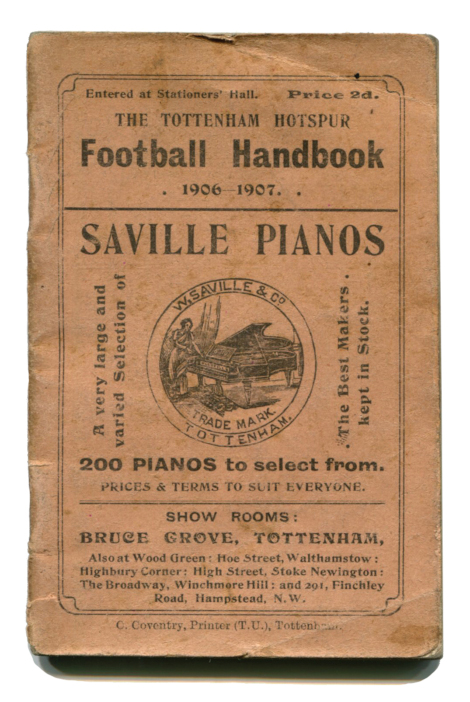 Entered at Stationers' Hall. Price 2d.
THE TOTTENHAM HOTSPUR
Football Handbook
. 1906–1907. .
SAVILLE PIANOS
A very large and
varied Selection of
W. SAVILLE & Co
TRADE MARK.
TOTTENHAM.
The Best Makers .
kept in Stock.
200 PIANOS to select from.
PRICES & TERMS TO SUIT EVERYONE.
SHOW ROOMS:
BRUCE GROVE, TOTTENHAM,
Also at Wood Green: Hoe Street, Walthamstow:
Highbury Corner: High Street, Stoke Newington:
The Broadway, Winchmore Hill: and 291, Finchley
Road, Hampstead, N.W.
C. Coventry, Printer (T.U.),